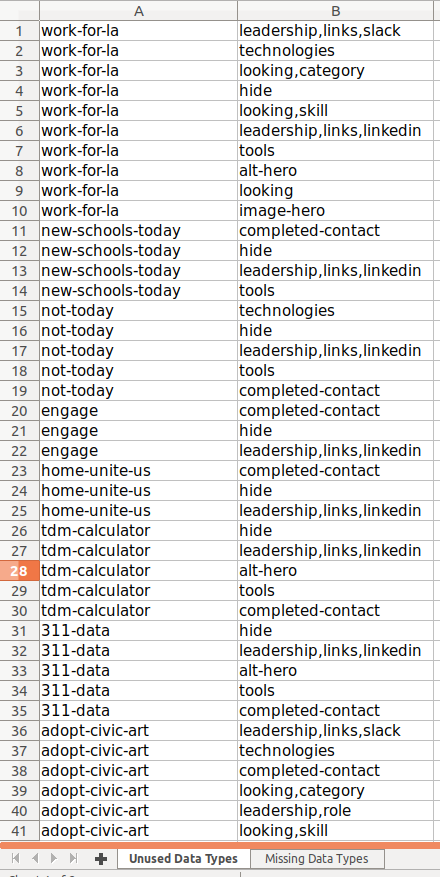 A B
1 work-for-la leadership,links,slack
2 work-for-la technologies
3 work-for-la looking,category
4 work-for-la hide
5 work-for-la looking,skill
6 work-for-la leadership,links,linkedin
7 work-for-la tools
8 work-for-la alt-hero
9 work-for-la looking
10 work-for-la image-hero
11 new-schools-today completed-contact
12 new-schools-today hide
13 new-schools-today leadership,links,linkedin
14 new-schools-today tools
15 not-today technologies
16 not-today hide
17 not-today leadership,links,linkedin
18 not-today tools
19 not-today completed-contact
20 engage completed-contact
21 engage hide
22 engage leadership,links,linkedin
23 home-unite-us completed-contact
24 home-unite-us hide
25 home-unite-us leadership,links,linkedin
26 tdm-calculator hide
27 tdm-calculator leadership,links,linkedin
28 tdm-calculator alt-hero
29 tdm-calculator tools
30 tdm-calculator completed-contact
31 311-data hide
32 311-data leadership,links,linkedin
33 311-data alt-hero
34 311-data tools
35 311-data completed-contact
36 adopt-civic-art leadership,links,slack
37 adopt-civic-art technologies
38 adopt-civic-art completed-contact
39 adopt-civic-art looking,category
40 adopt-civic-art leadership,role
41 adopt-civic-art looking,skill
Unused Data Types Missing Data Types